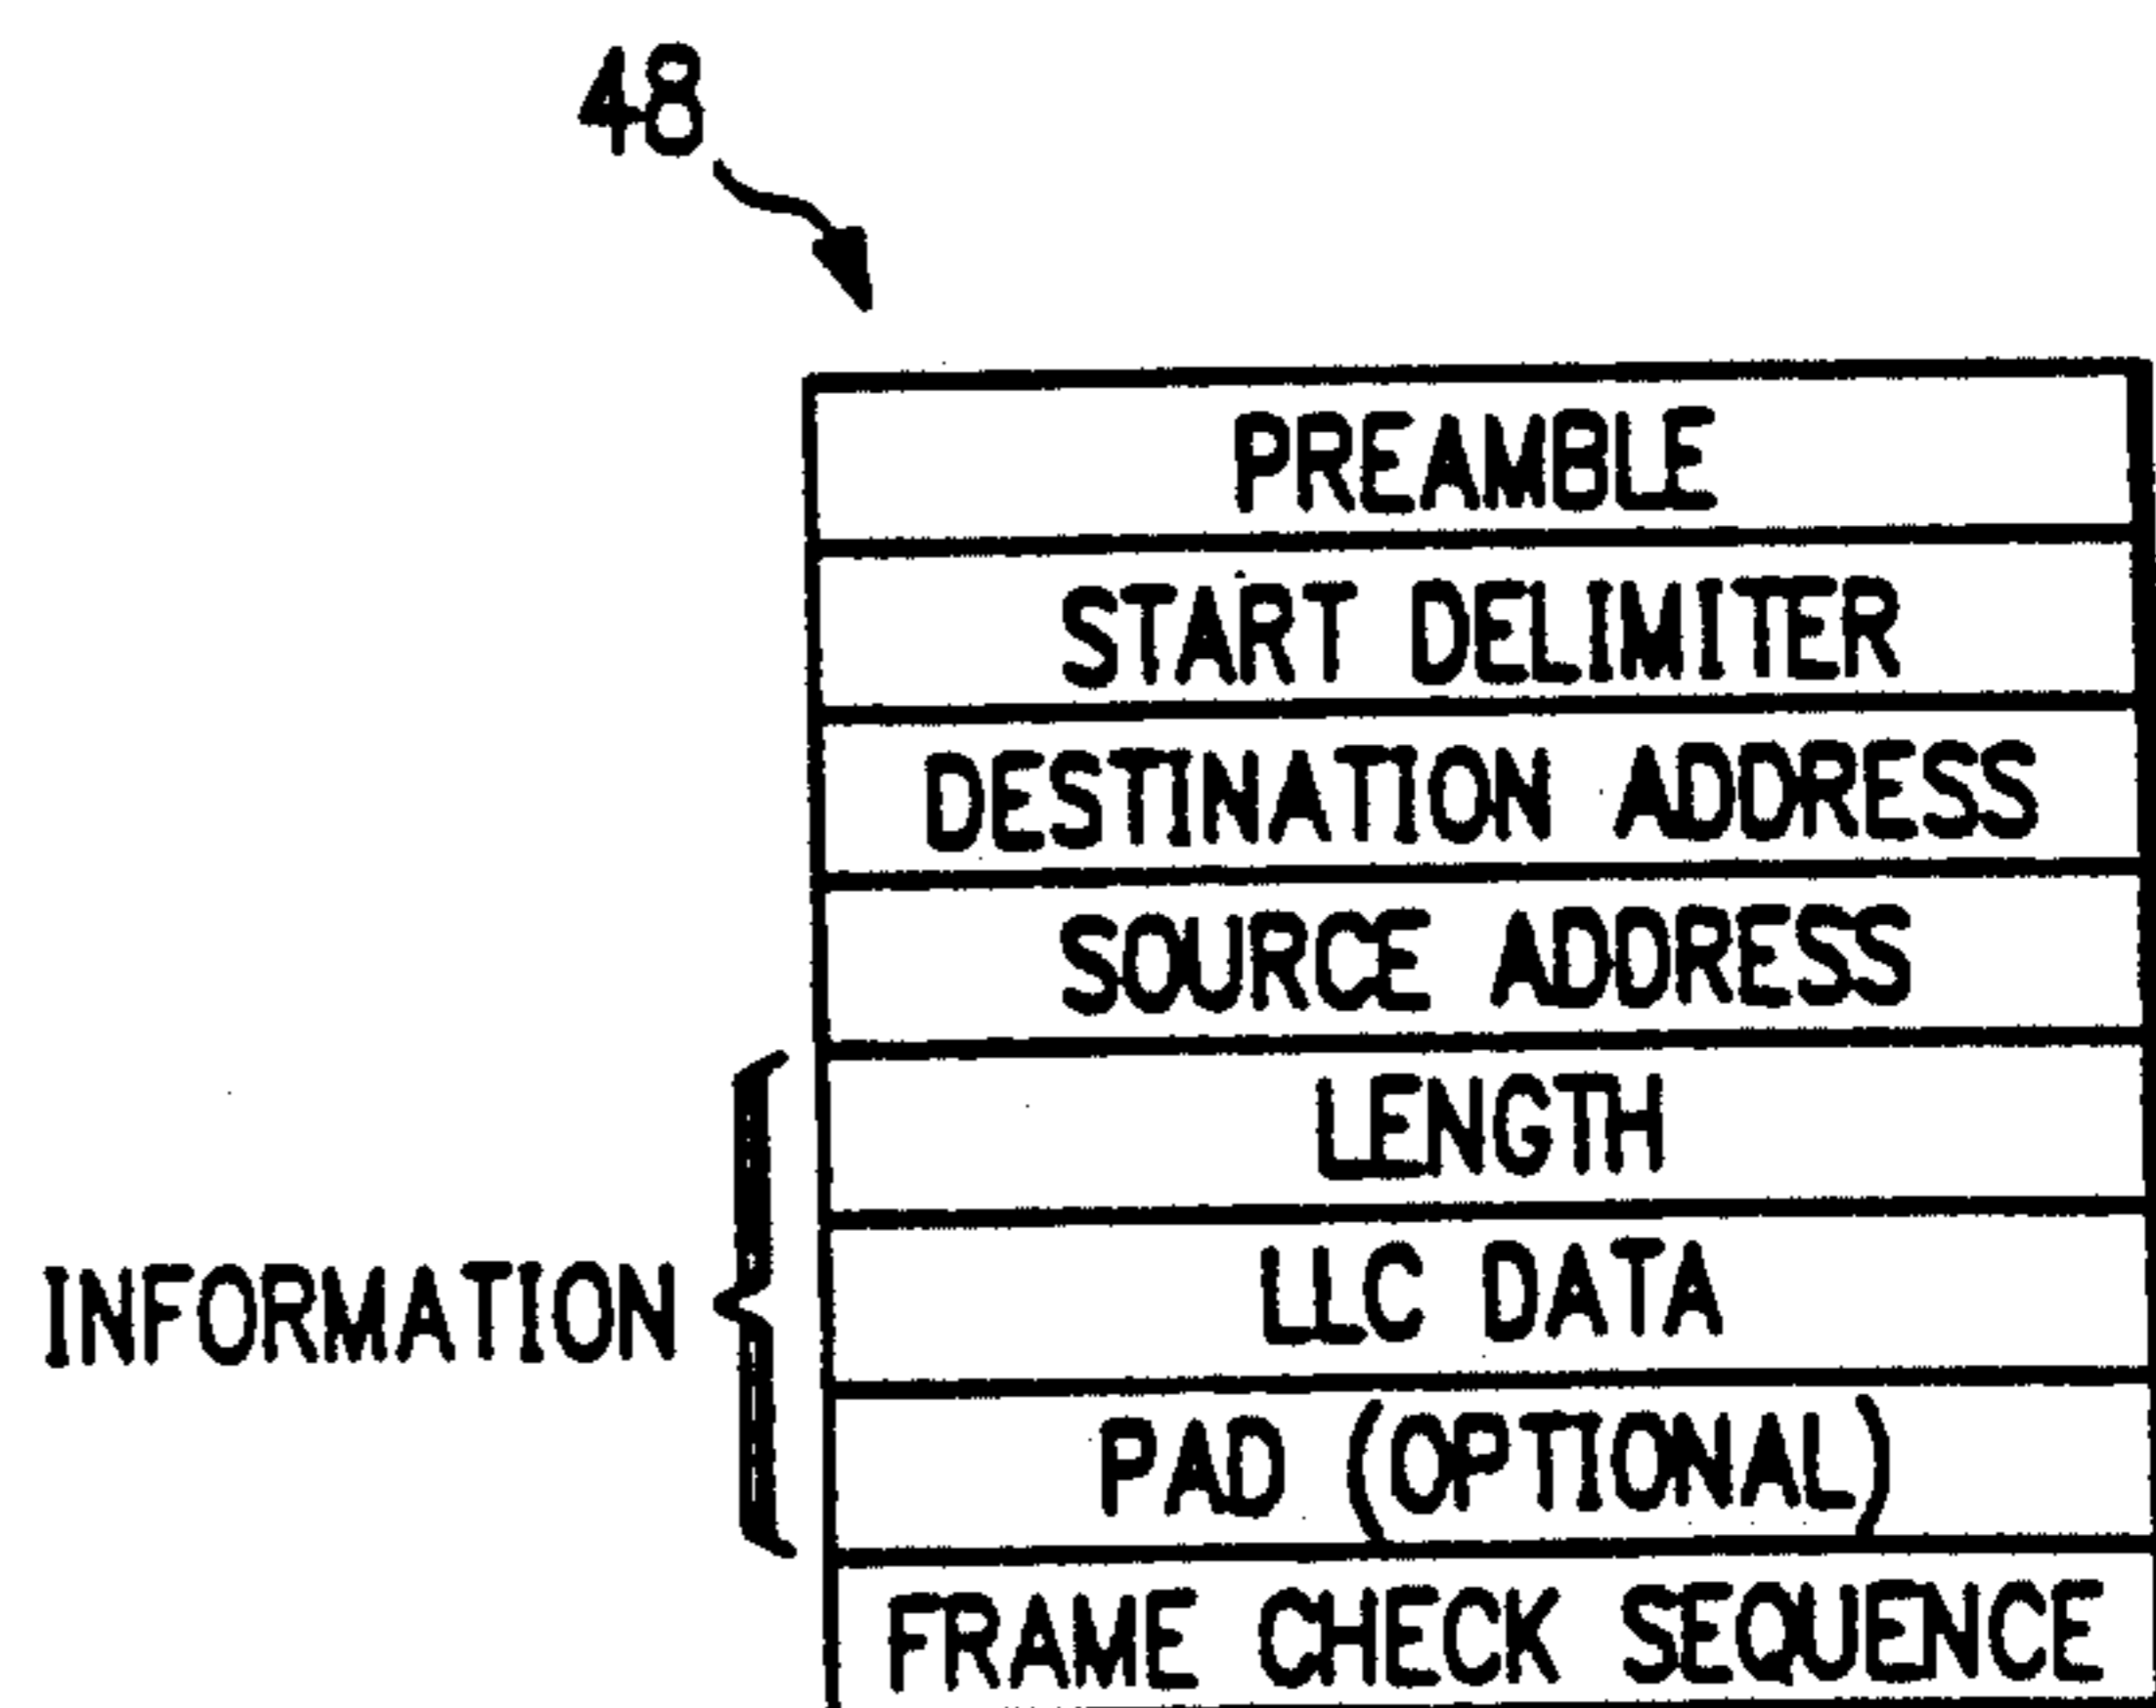 48
PREAMBLE
START DELIMITER
DESTINATION ADDRESS
SOURCE ADDRESS
LENGTH
INFORMATION
LLC DATA
PAD (OPTIONAL)
FRAME CHECK SEQUENCE